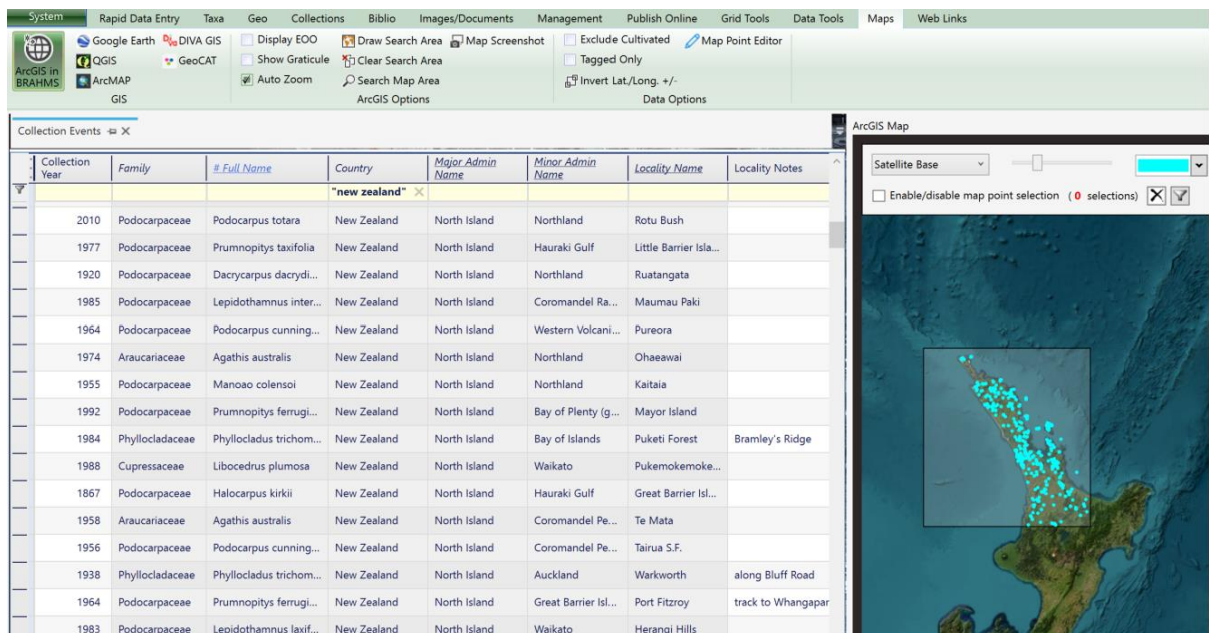 System Rapid Data Entry Taxa Geo Collections Biblio Images/Documents Management Publish Online Grid Tools Data Tools Maps Web Links
ArcGIS in BRAHMS
Google Earth DIVA GIS
QGIS GeoCAT
ArcMAP
GIS
Display EOO Draw Search Area Map Screenshot
Show Graticule Clear Search Area
Auto Zoom Search Map Area
ArcGIS Options
Exclude Cultivated Map Point Editor
Tagged Only
Invert Lat./Long. +/-
Data Options
Collection Events
Collection Year Family # Full Name Country Major Admin Name Minor Admin Name Locality Name Locality Notes
"new zealand"
2010 Podocarpaceae Podocarpus totara New Zealand North Island Northland Rotu Bush
1977 Podocarpaceae Prumnopitys taxifolia New Zealand North Island Hauraki Gulf Little Barrier Isla...
1920 Podocarpaceae Dacrycarpus dacrydi... New Zealand North Island Northland Ruatangata
1985 Podocarpaceae Lepidothamnus inter... New Zealand North Island Coromandel Ra... Maumau Paki
1964 Podocarpaceae Podocarpus cunning... New Zealand North Island Western Volcani... Pureora
1974 Araucariaceae Agathis australis New Zealand North Island Northland Ohaeawai
1955 Podocarpaceae Manoao colensoi New Zealand North Island Northland Kaitaia
1992 Podocarpaceae Prumnopitys ferrugi... New Zealand North Island Bay of Plenty (g... Mayor Island
1984 Phyllocladaceae Phyllocladus trichom... New Zealand North Island Bay of Islands Puketi Forest Bramley's Ridge
1988 Cupressaceae Libocedrus plumosa New Zealand North Island Waikato Pukemokemoke...
1867 Podocarpaceae Halocarpus kirkii New Zealand North Island Hauraki Gulf Great Barrier Isl...
1958 Araucariaceae Agathis australis New Zealand North Island Coromandel Pe... Te Mata
1956 Podocarpaceae Podocarpus cunning... New Zealand North Island Coromandel Pe... Tairua S.F.
1938 Phyllocladaceae Phyllocladus trichom... New Zealand North Island Auckland Warkworth along Bluff Road
1964 Podocarpaceae Prumnopitys ferrugi... New Zealand North Island Great Barrier Isl... Port Fitzroy track to Whangapar
1983 Podocarpaceae Lepidothamnus laxif... New Zealand North Island Waikato Herangi Hills
ArcGIS Map
Satellite Base
Enable/disable map point selection ( 0 selections)